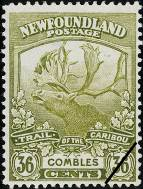 NEWFOUNDLAND
POSTAGE
TRAIL OF THE CARIBOU
36 COMBLES 36
CENTS